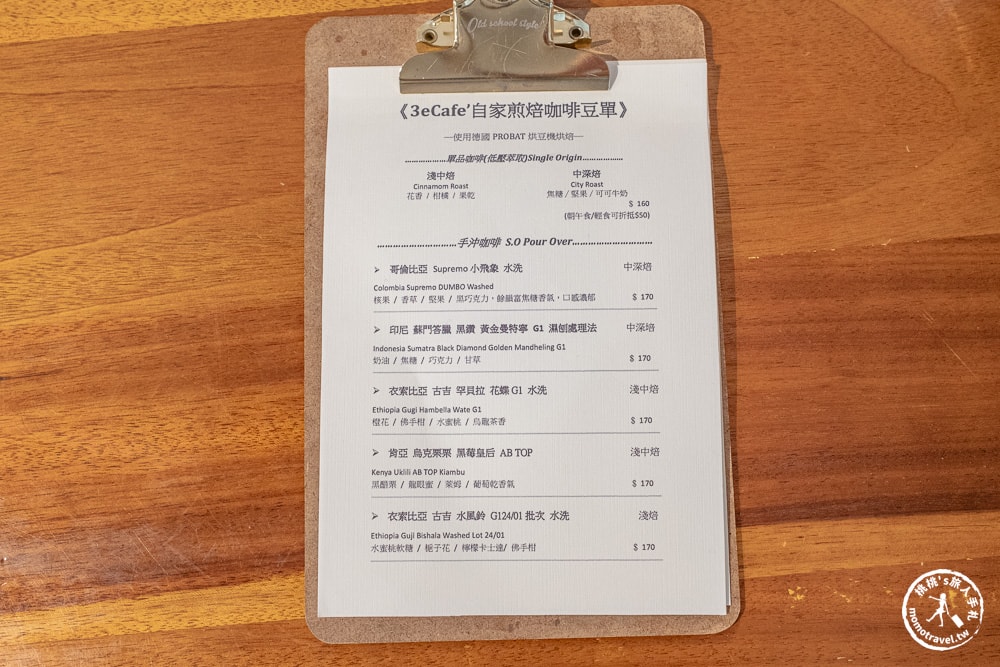 Old school style
《3eCafe'自家煎焙咖啡豆單》
—使用德國 PROBAT 烘豆機烘焙—
………………單品咖啡(低壓萃取)Single Origin………………
淺中焙 中深焙
Cinnamom Roast City Roast
花香 / 柑橘 / 果乾 焦糖 / 堅果 / 可可牛奶
$ 160
(朝午食/輕食可折抵$50)
…………………………手沖咖啡 S.O Pour Over…………………………
➢ 哥倫比亞 Supremo 小飛象 水洗 中深焙
Colombia Supremo DUMBO Washed
核果 / 香草 / 堅果 / 黑巧克力，餘韻富焦糖香氣，口感濃郁 $ 170
➢ 印尼 蘇門答臘 黑鑽 黃金曼特寧 G1 濕刨處理法 中深焙
Indonesia Sumatra Black Diamond Golden Mandheling G1
奶油 / 焦糖 / 巧克力 / 甘草 $ 170
➢ 衣索比亞 古吉 罕貝拉 花蝶 G1 水洗 淺中焙
Ethiopia Gugi Hambella Wate G1
橙花 / 佛手柑 / 水蜜桃 / 烏龍茶香 $ 170
➢ 肯亞 烏克栗栗 黑莓皇后 AB TOP 淺中焙
Kenya Uklili AB TOP Kiambu
黑醋栗 / 龍眼蜜 / 萊姆 / 葡萄乾香氣 $ 170
➢ 衣索比亞 古吉 水風鈴 G124/01 批次 水洗 淺焙
Ethiopia Guji Bishala Washed Lot 24/01
水蜜桃軟糖 / 梔子花 / 檸檬卡士達/ 佛手柑 $ 170
桃桃's旅人手札
momotravel.tw